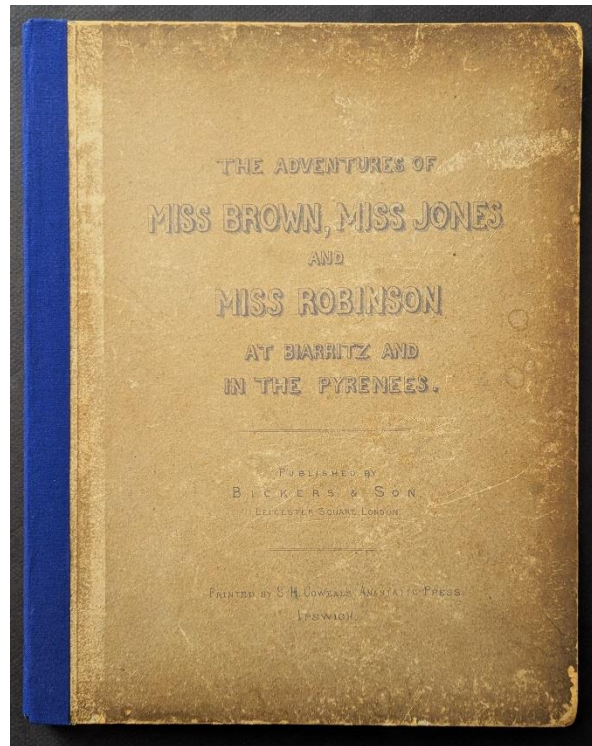 THE ADVENTURES OF
MISS BROWN, MISS JONES
AND
MISS ROBINSON
AT BIARRITZ AND
IN THE PYRENEES.
PUBLISHED BY
BICKERS & SON,
LEICESTER SQUARE LONDON
PRINTED BY S. H. COWELL'S ANASTATIC PRESS,
IPSWICH.